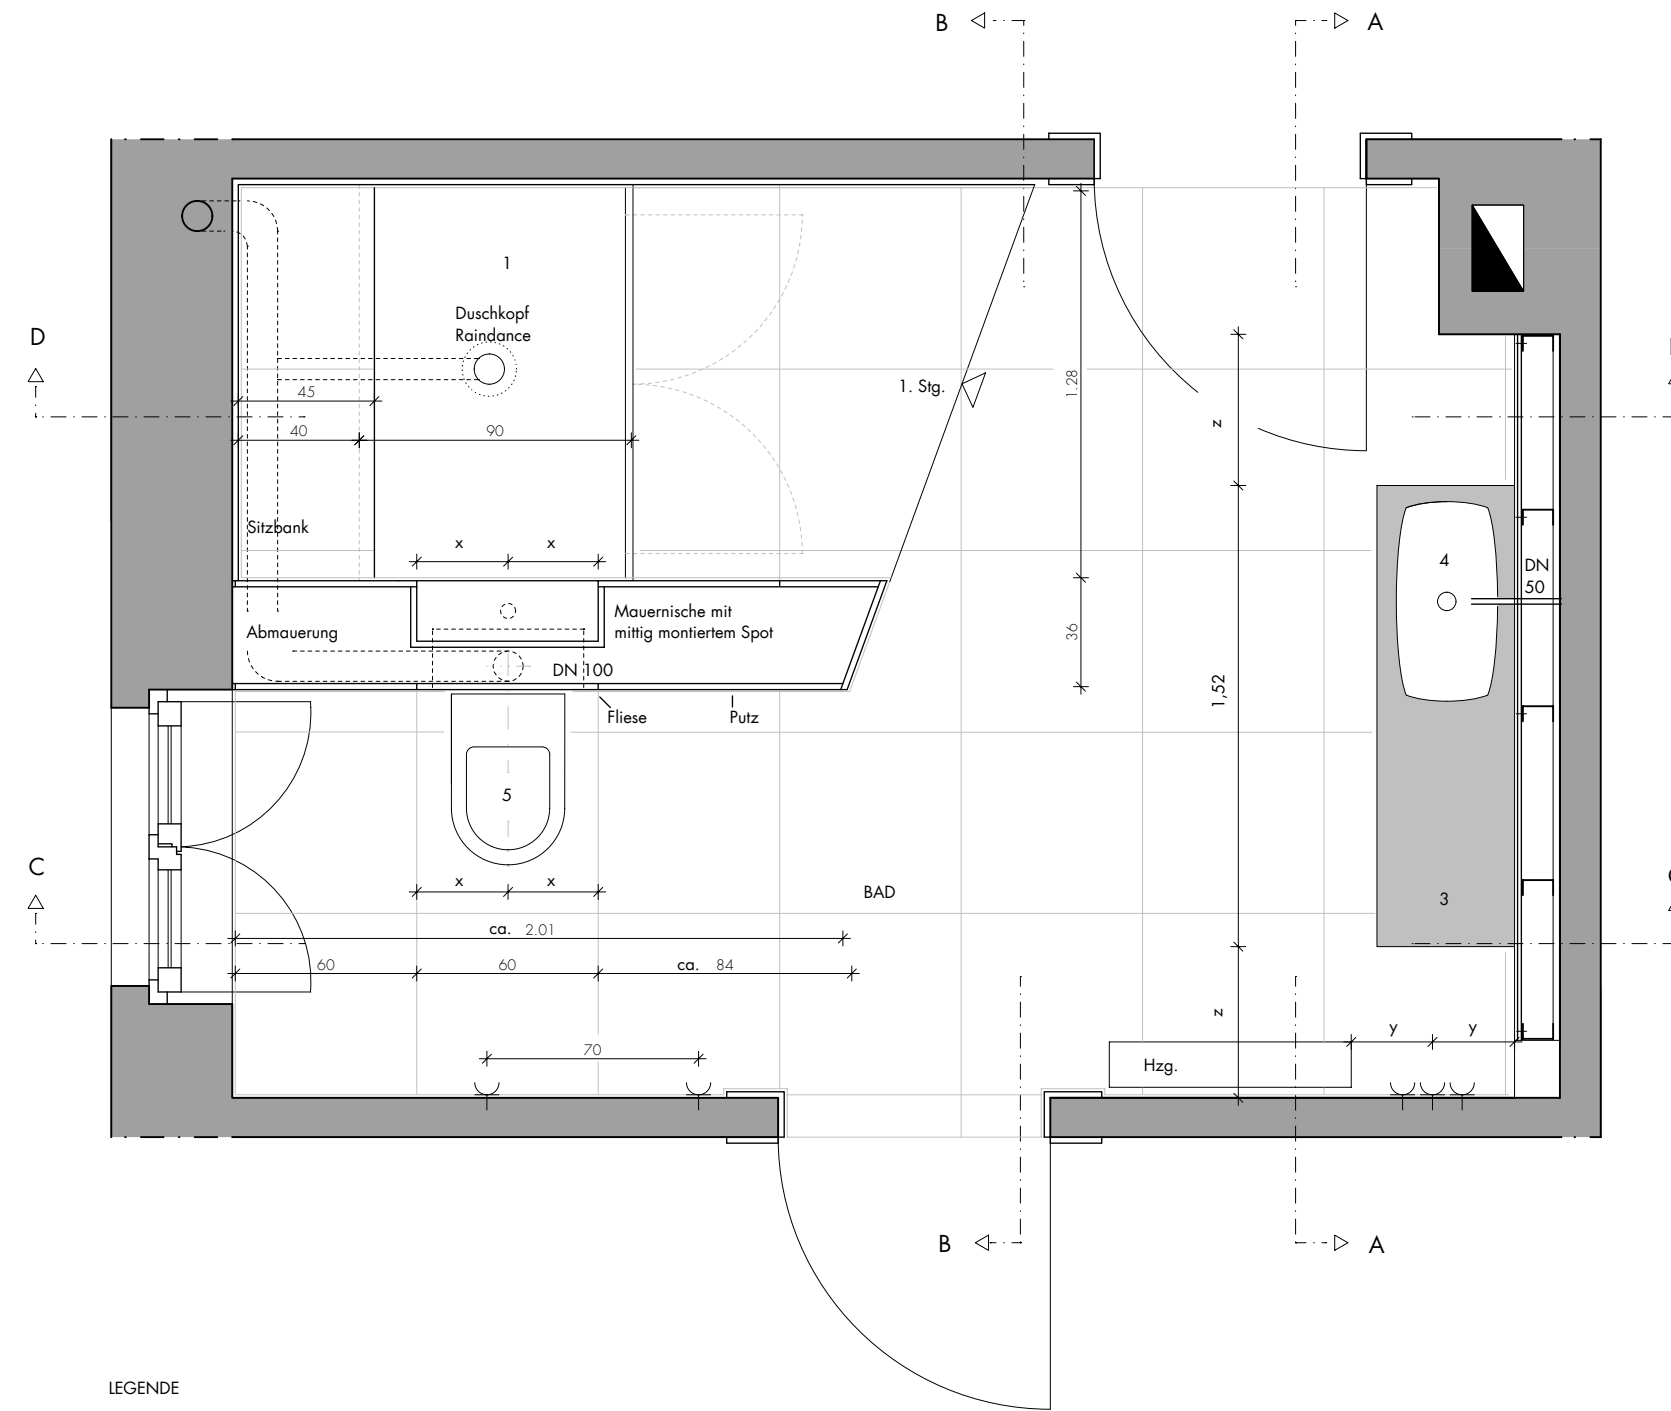 B
A
1
Duschkopf
Raindance
D
1. Stg.
1.28
z
45
40
90
Sitzbank
x
x
4
DN
50
Abmauerung
Mauernische mit
mittig montiertem Spot
36
DN 100
Fliese
Putz
1,52
5
C
x
x
BAD
3
ca. 2.01
60
60
ca. 84
z
y
y
70
Hzg.
B
A
LEGENDE